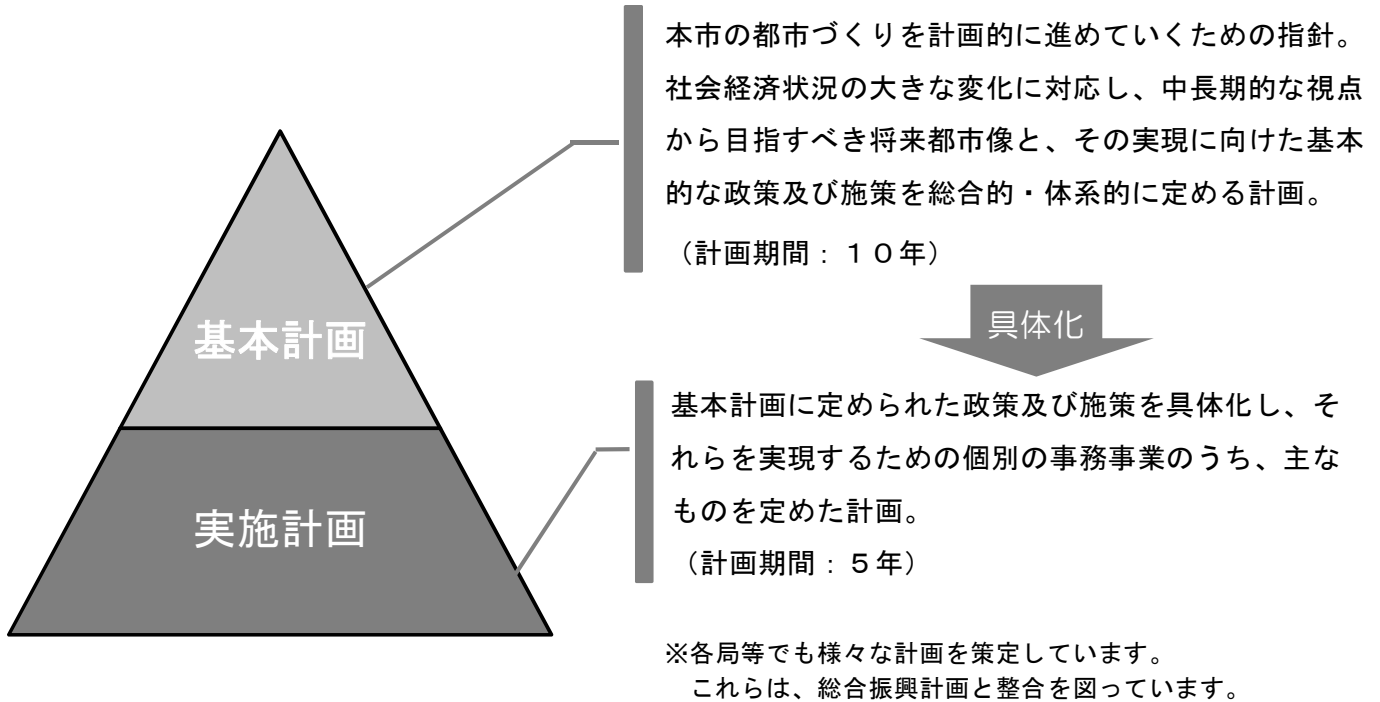 本市の都市づくりを計画的に進めていくための指針。
社会経済状況の大きな変化に対応し、中長期的な視点
から目指すべき将来都市像と、その実現に向けた基本
的な政策及び施策を総合的・体系的に定める計画。
（計画期間：１０年）
基本計画
具体化
基本計画に定められた政策及び施策を具体化し、そ
れらを実現するための個別の事務事業のうち、主な
ものを定めた計画。
（計画期間：５年）
実施計画
※各局等でも様々な計画を策定しています。
これらは、総合振興計画と整合を図っています。